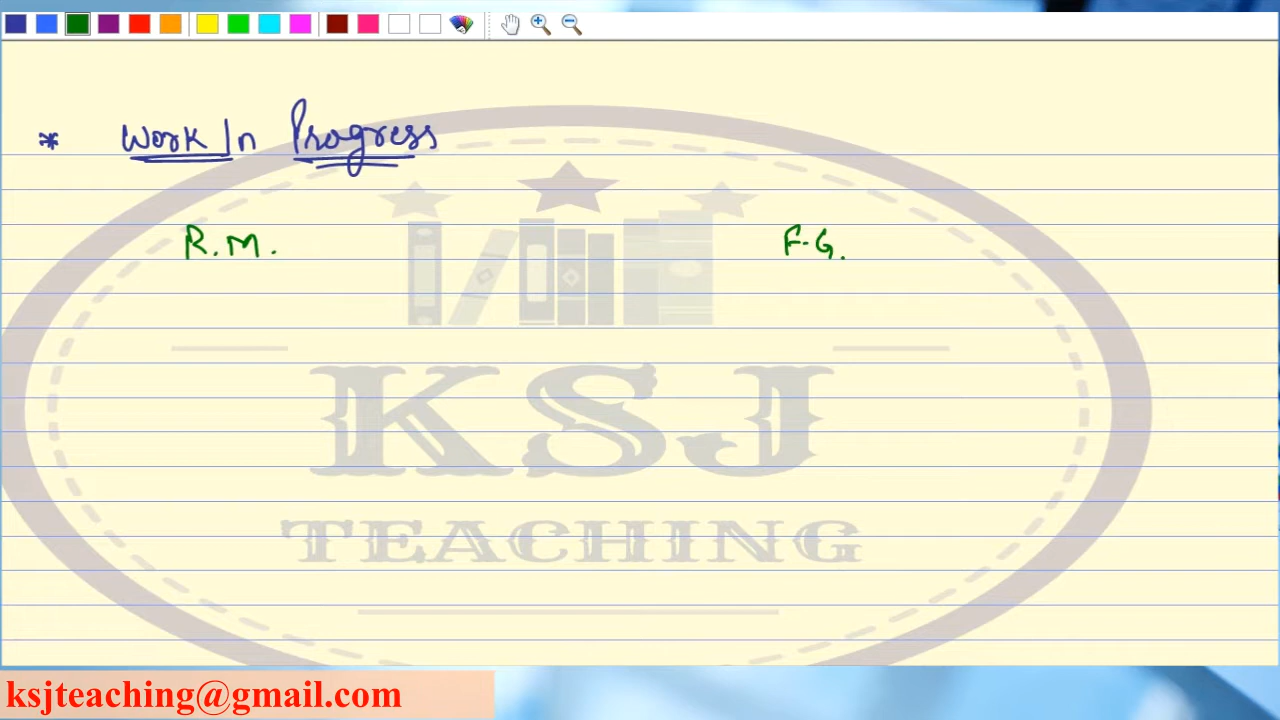 * Work In Progress
R.M. F.G.
KSJ
TEACHING
ksjteaching@gmail.com